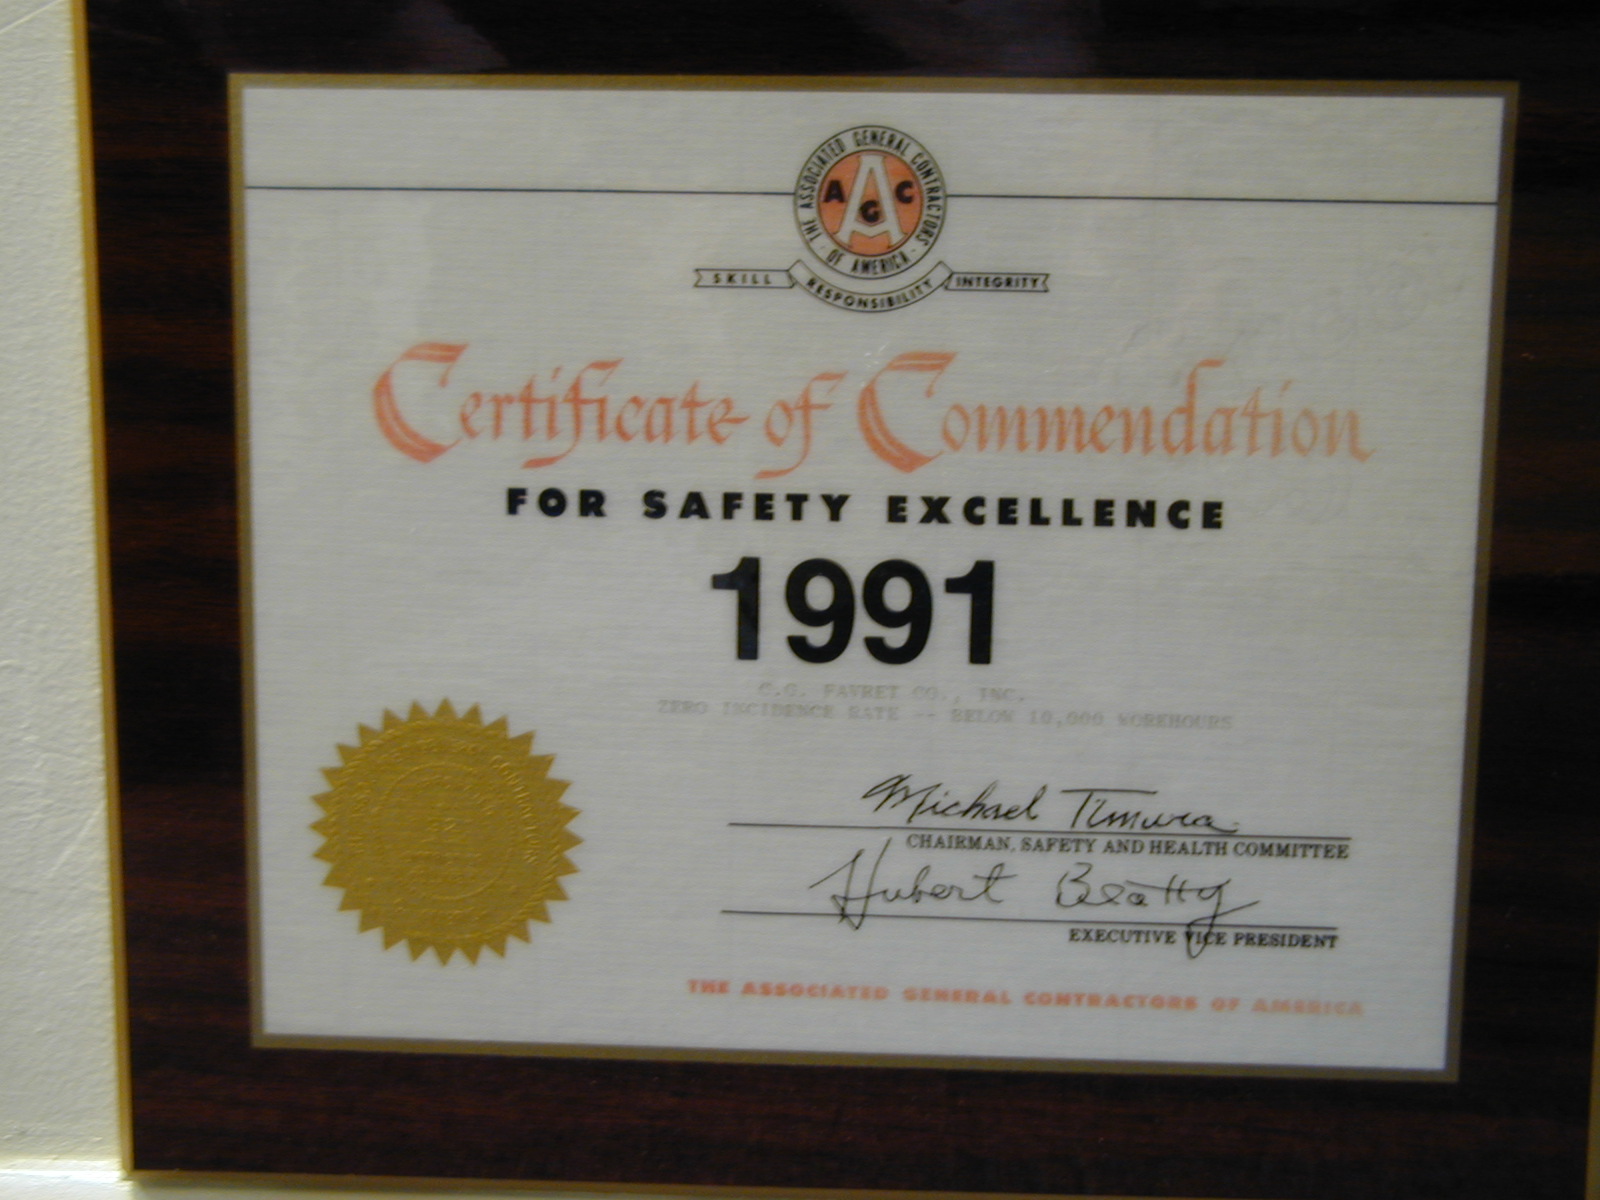 THE ASSOCIATED GENERAL CONTRACTORS
OF AMERICA
A G C
SKILL RESPONSIBILITY INTEGRITY
Certificate of Commendation
FOR SAFETY EXCELLENCE
1991
C.G. FAVRET CO., INC.
ZERO INCIDENCE RATE -- BELOW 10,000 WORKHOURS
Michael Timura
CHAIRMAN, SAFETY AND HEALTH COMMITTEE
Hubert Beatty
EXECUTIVE VICE PRESIDENT
THE ASSOCIATED GENERAL CONTRACTORS OF AMERICA